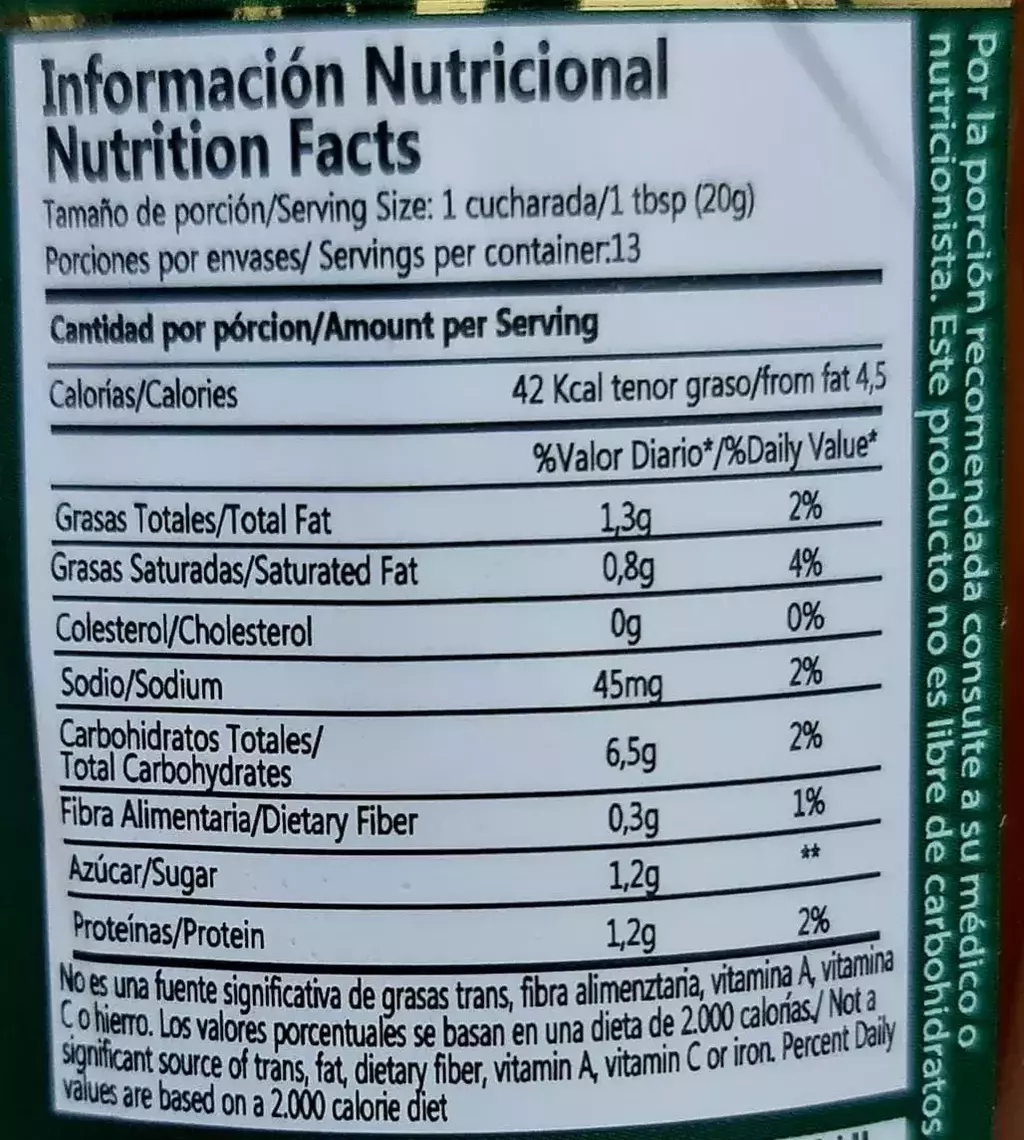 Información Nutricional
Nutrition Facts
Tamaño de porción/Serving Size: 1 cucharada/1 tbsp (20g)
Porciones por envases/ Servings per container:13
Cantidad por pórcion/Amount per Serving
Calorías/Calories 42 Kcal tenor graso/from fat 4,5
%Valor Diario*/%Daily Value*
Grasas Totales/Total Fat 1,3g 2%
Grasas Saturadas/Saturated Fat 0,8g 4%
Colesterol/Cholesterol 0g 0%
Sodio/Sodium 45mg 2%
Carbohidratos Totales/
Total Carbohydrates 6,5g 2%
Fibra Alimentaria/Dietary Fiber 0,3g 1%
Azúcar/Sugar 1,2g **
Proteínas/Protein 1,2g 2%
No es una fuente significativa de grasas trans, fibra alimenztaria, vitamina A, vitamina
C o hierro. Los valores porcentuales se basan en una dieta de 2.000 calorías./ Not a
significant source of trans, fat, dietary fiber, vitamin A, vitamin C or iron. Percent Daily
values are based on a 2.000 calorie diet
Por la porción recomendada consulte a su médico o
nutricionista. Este producto no es libre de carbohidratos